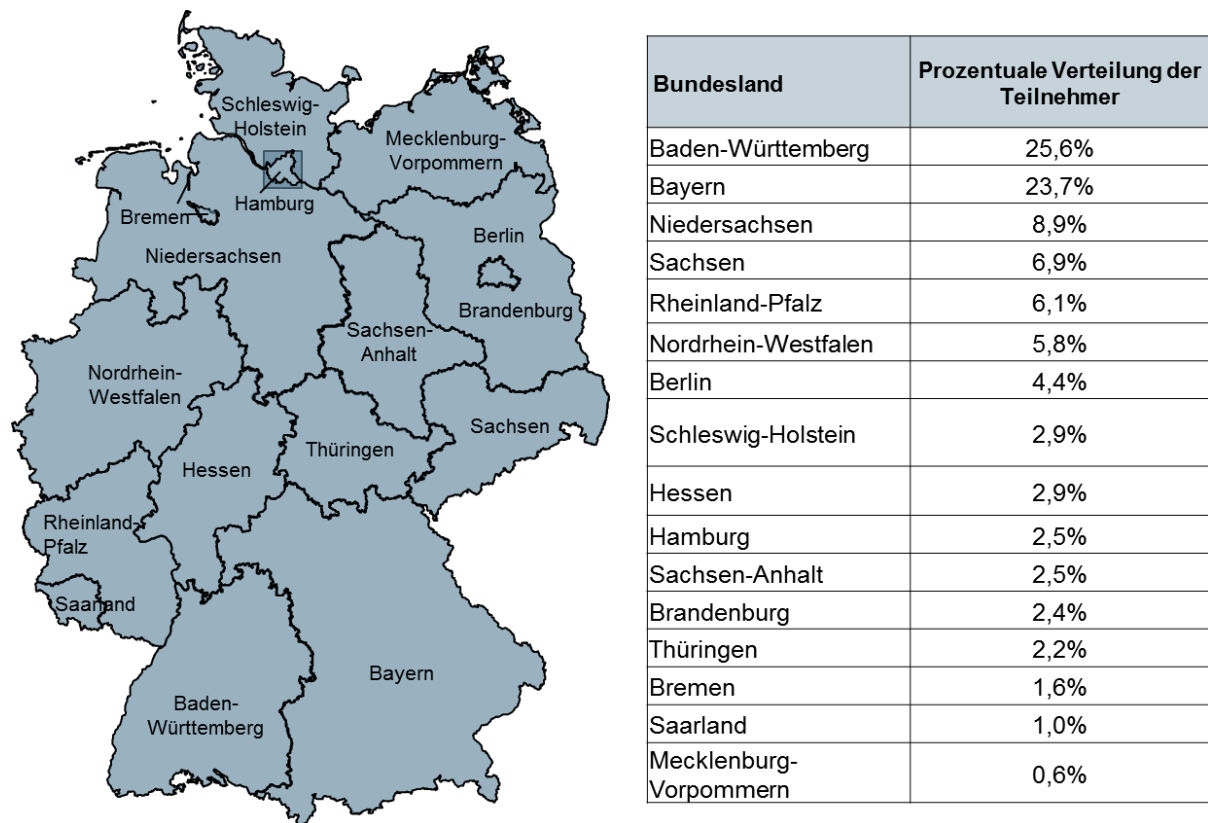 Schleswig-
Holstein
Mecklenburg-
Vorpommern
Hamburg
Bremen
Niedersachsen
Berlin
Brandenburg
Sachsen-
Anhalt
Nordrhein-
Westfalen
Sachsen
Thüringen
Hessen
Rheinland-
Pfalz
Saarland
Bayern
Baden-
Württemberg
Bundesland Prozentuale Verteilung der
Teilnehmer
Baden-Württemberg 25,6%
Bayern 23,7%
Niedersachsen 8,9%
Sachsen 6,9%
Rheinland-Pfalz 6,1%
Nordrhein-Westfalen 5,8%
Berlin 4,4%
Schleswig-Holstein 2,9%
Hessen 2,9%
Hamburg 2,5%
Sachsen-Anhalt 2,5%
Brandenburg 2,4%
Thüringen 2,2%
Bremen 1,6%
Saarland 1,0%
Mecklenburg-
Vorpommern 0,6%